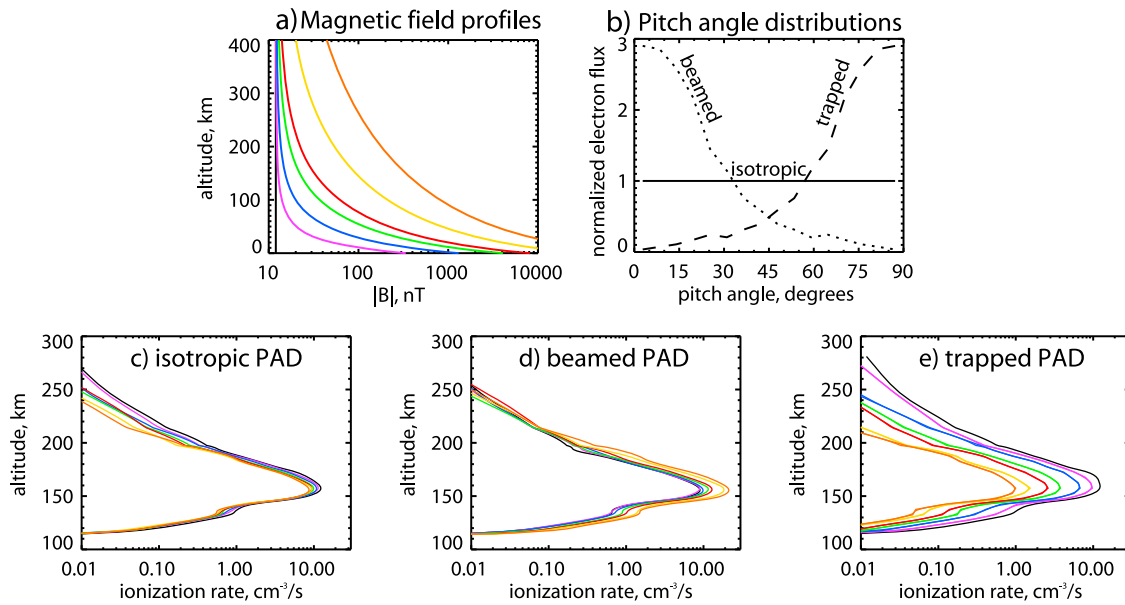 a) Magnetic field profiles
400
300
200
100
0
altitude, km
10
100
1000
10000
|B|, nT
b) Pitch angle distributions
3
2
1
0
normalized electron flux
beamed
trapped
isotropic
0
15
30
45
60
75
90
pitch angle, degrees
c) isotropic PAD
300
250
200
150
100
altitude, km
0.01
0.10
1.00
10.00
ionization rate, cm⁻³/s
d) beamed PAD
300
250
200
150
100
altitude, km
0.01
0.10
1.00
10.00
ionization rate, cm⁻³/s
e) trapped PAD
300
250
200
150
100
altitude, km
0.01
0.10
1.00
10.00
ionization rate, cm⁻³/s